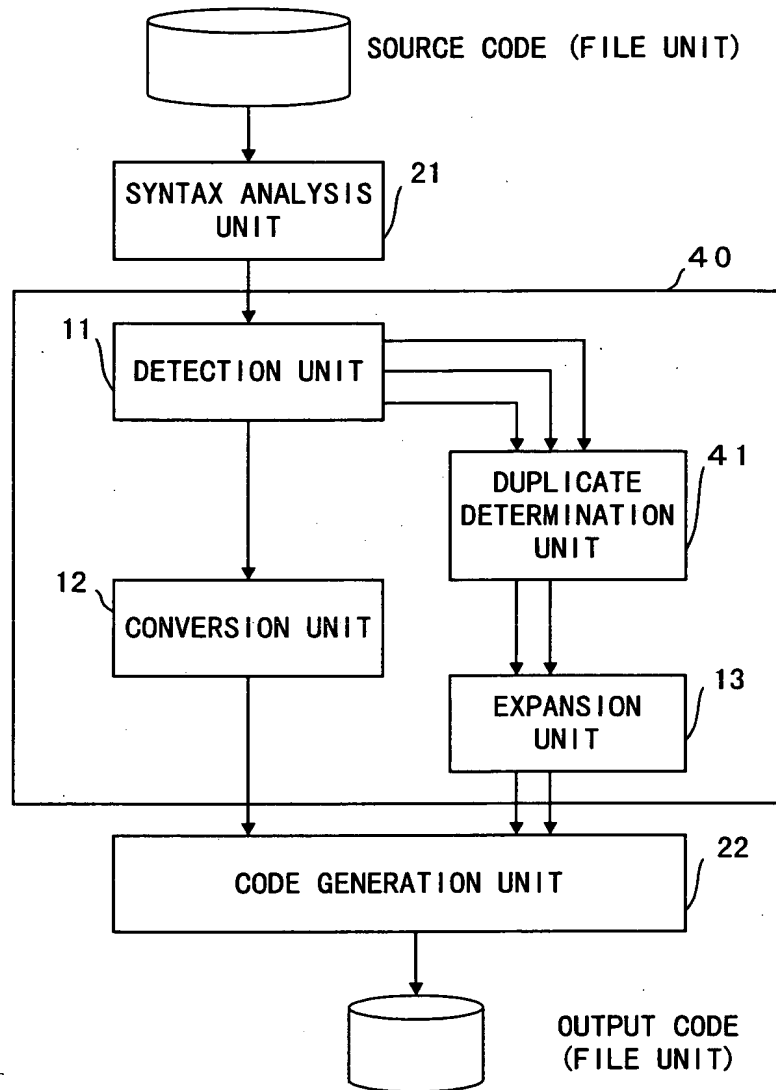 SOURCE CODE (FILE UNIT)
21
SYNTAX ANALYSIS
UNIT
40
11
DETECTION UNIT
41
DUPLICATE
DETERMINATION
UNIT
12
CONVERSION UNIT
13
EXPANSION
UNIT
22
CODE GENERATION UNIT
OUTPUT CODE
(FILE UNIT)